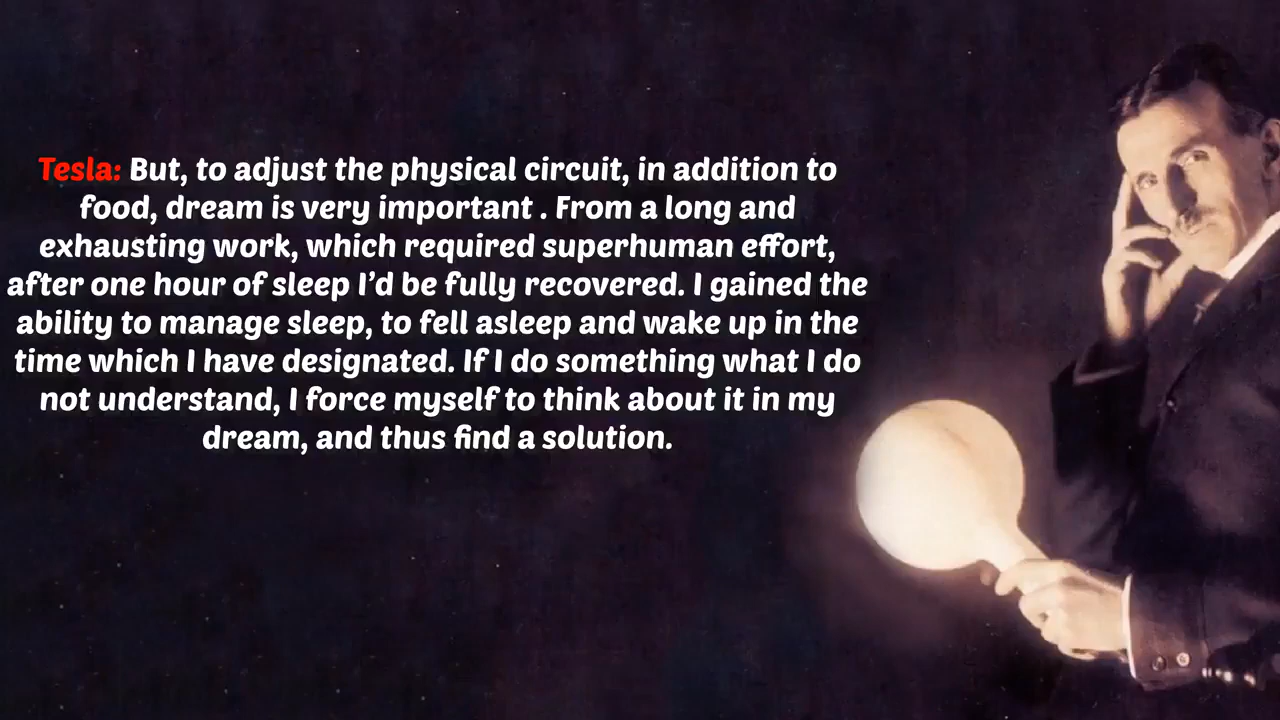 Tesla: But, to adjust the physical circuit, in addition to
food, dream is very important . From a long and
exhausting work, which required superhuman effort,
after one hour of sleep I’d be fully recovered. I gained the
ability to manage sleep, to fell asleep and wake up in the
time which I have designated. If I do something what I do
not understand, I force myself to think about it in my
dream, and thus find a solution.